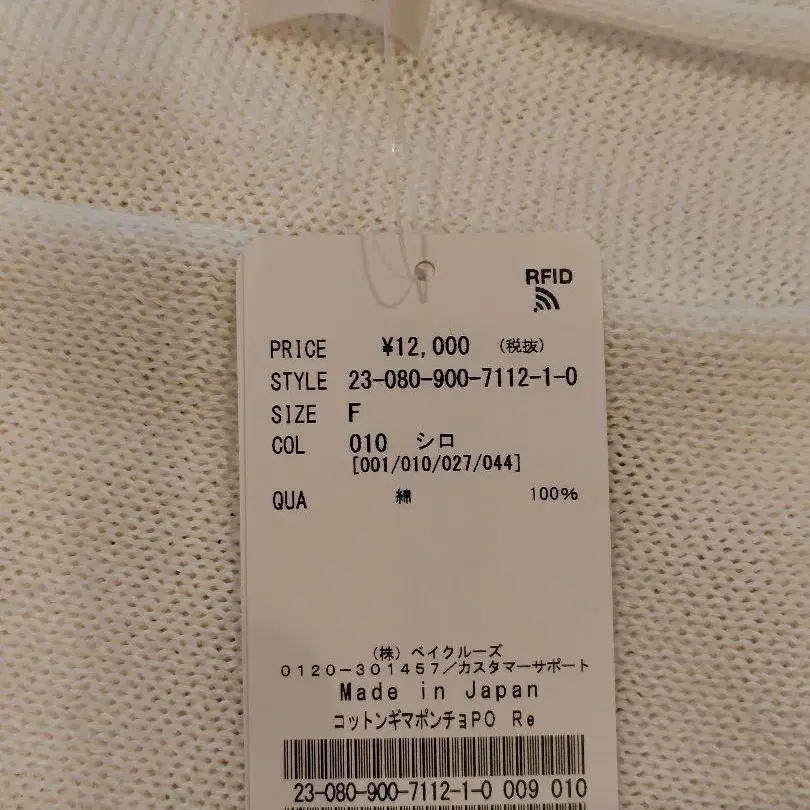 RFID
PRICE ¥12,000 (税抜)
STYLE 23-080-900-7112-1-0
SIZE F
COL 010 シロ
[001/010/027/044]
QUA 綿 100%
(株) ベイクルーズ
0120-301457/カスタマーサポート
Made in Japan
コットンギマポンチョPO Re
23-080-900-7112-1-0 009 010